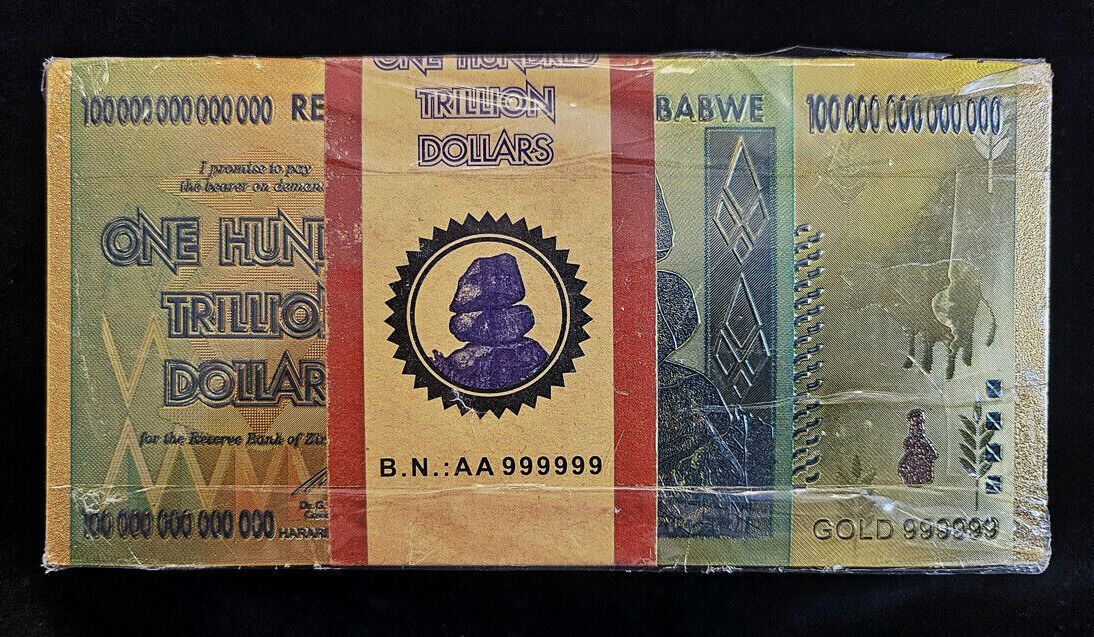 100 000 000 000 000 RE
BABWE 100 000 000 000 000
I promise to pay
the bearer on deman
ONE HUN
TRILLIO
DOLLAR
for the Reserve Bank of Zi
Dr. G.
100 000 000 000 000 HARAR
ONE HUNDRED
TRILLION
DOLLARS
B.N.:AA 999999
GOLD 999999